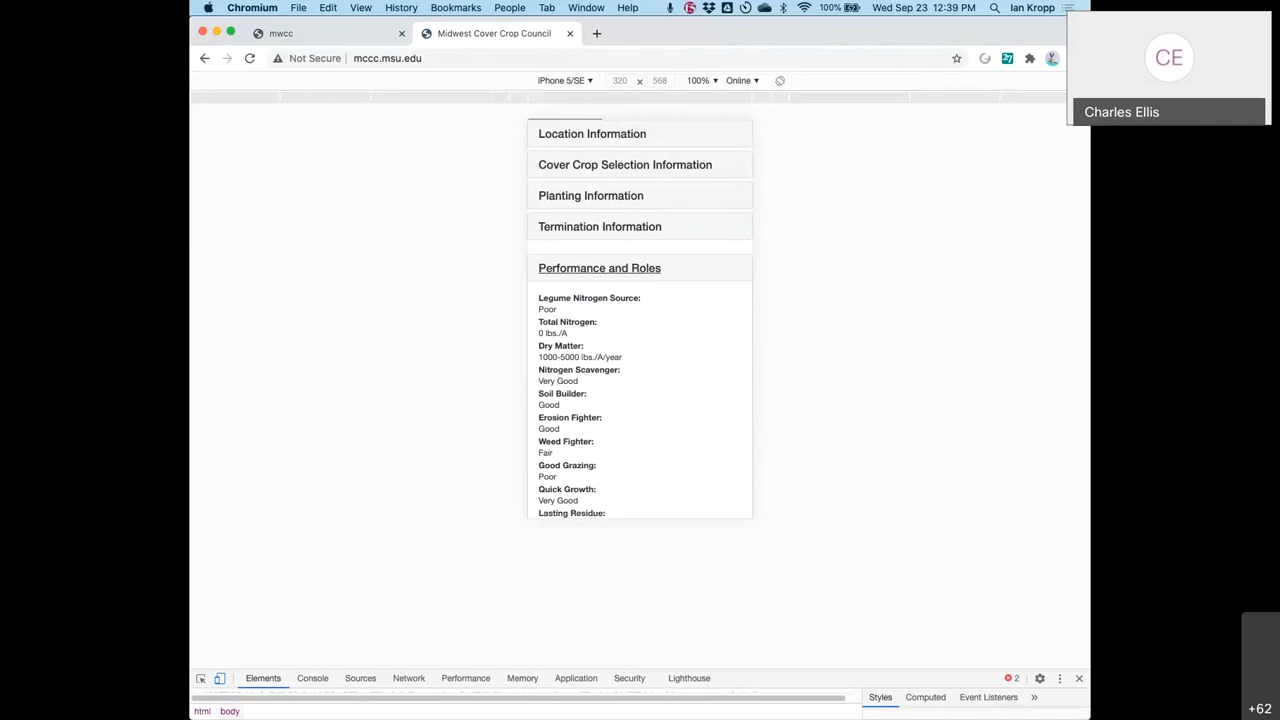 Chromium File Edit View History Bookmarks People Tab Window Help 100% Wed Sep 23 12:39 PM Ian Kropp
mwcc
Midwest Cover Crop Council
Not Secure mccc.msu.edu
iPhone 5/SE 320 x 568 100% Online
CE
Charles Ellis
Location Information
Cover Crop Selection Information
Planting Information
Termination Information
Performance and Roles
Legume Nitrogen Source:
Poor
Total Nitrogen:
0 lbs./A
Dry Matter:
1000-5000 lbs./A/year
Nitrogen Scavenger:
Very Good
Soil Builder:
Good
Erosion Fighter:
Good
Weed Fighter:
Fair
Good Grazing:
Poor
Quick Growth:
Very Good
Lasting Residue:
Elements Console Sources Network Performance Memory Application Security Lighthouse 2
Styles Computed Event Listeners »
html body
+62